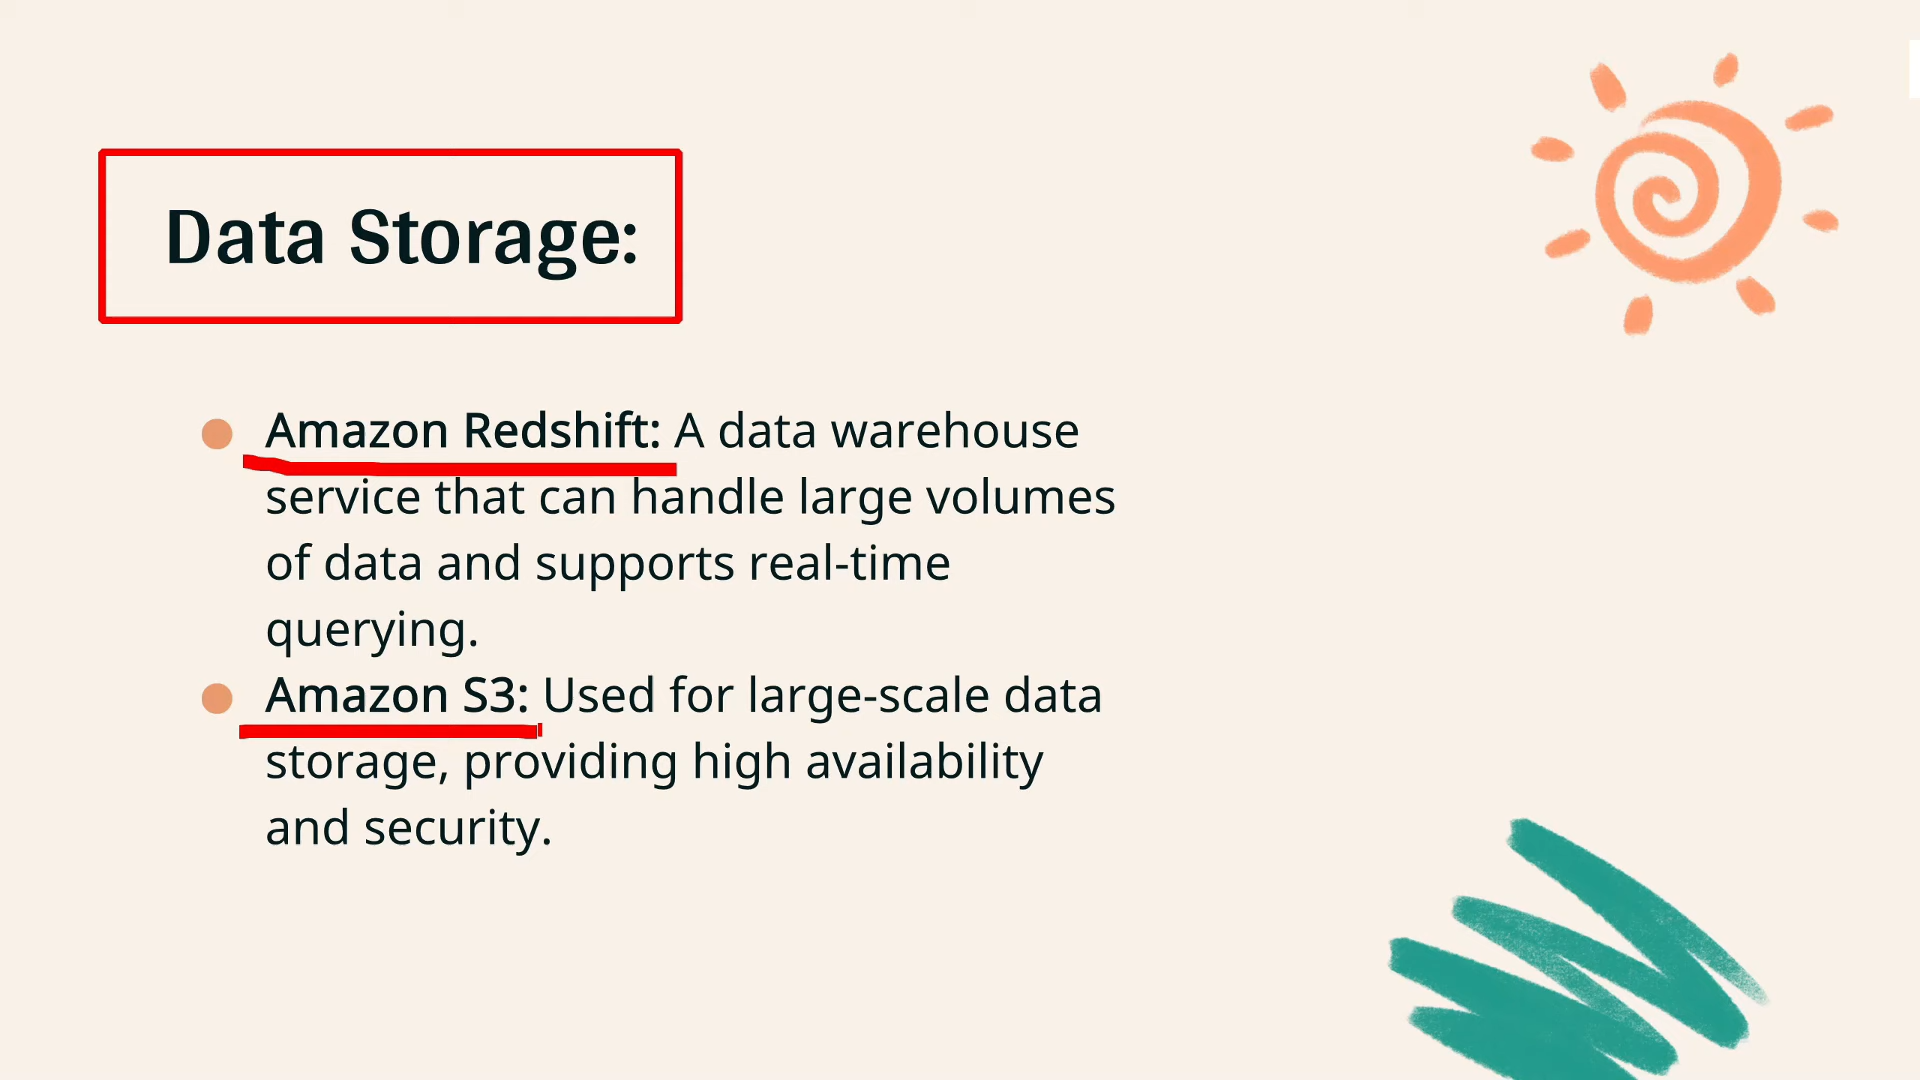 Data Storage:
Amazon Redshift: A data warehouse
service that can handle large volumes
of data and supports real-time
querying.
Amazon S3: Used for large-scale data
storage, providing high availability
and security.